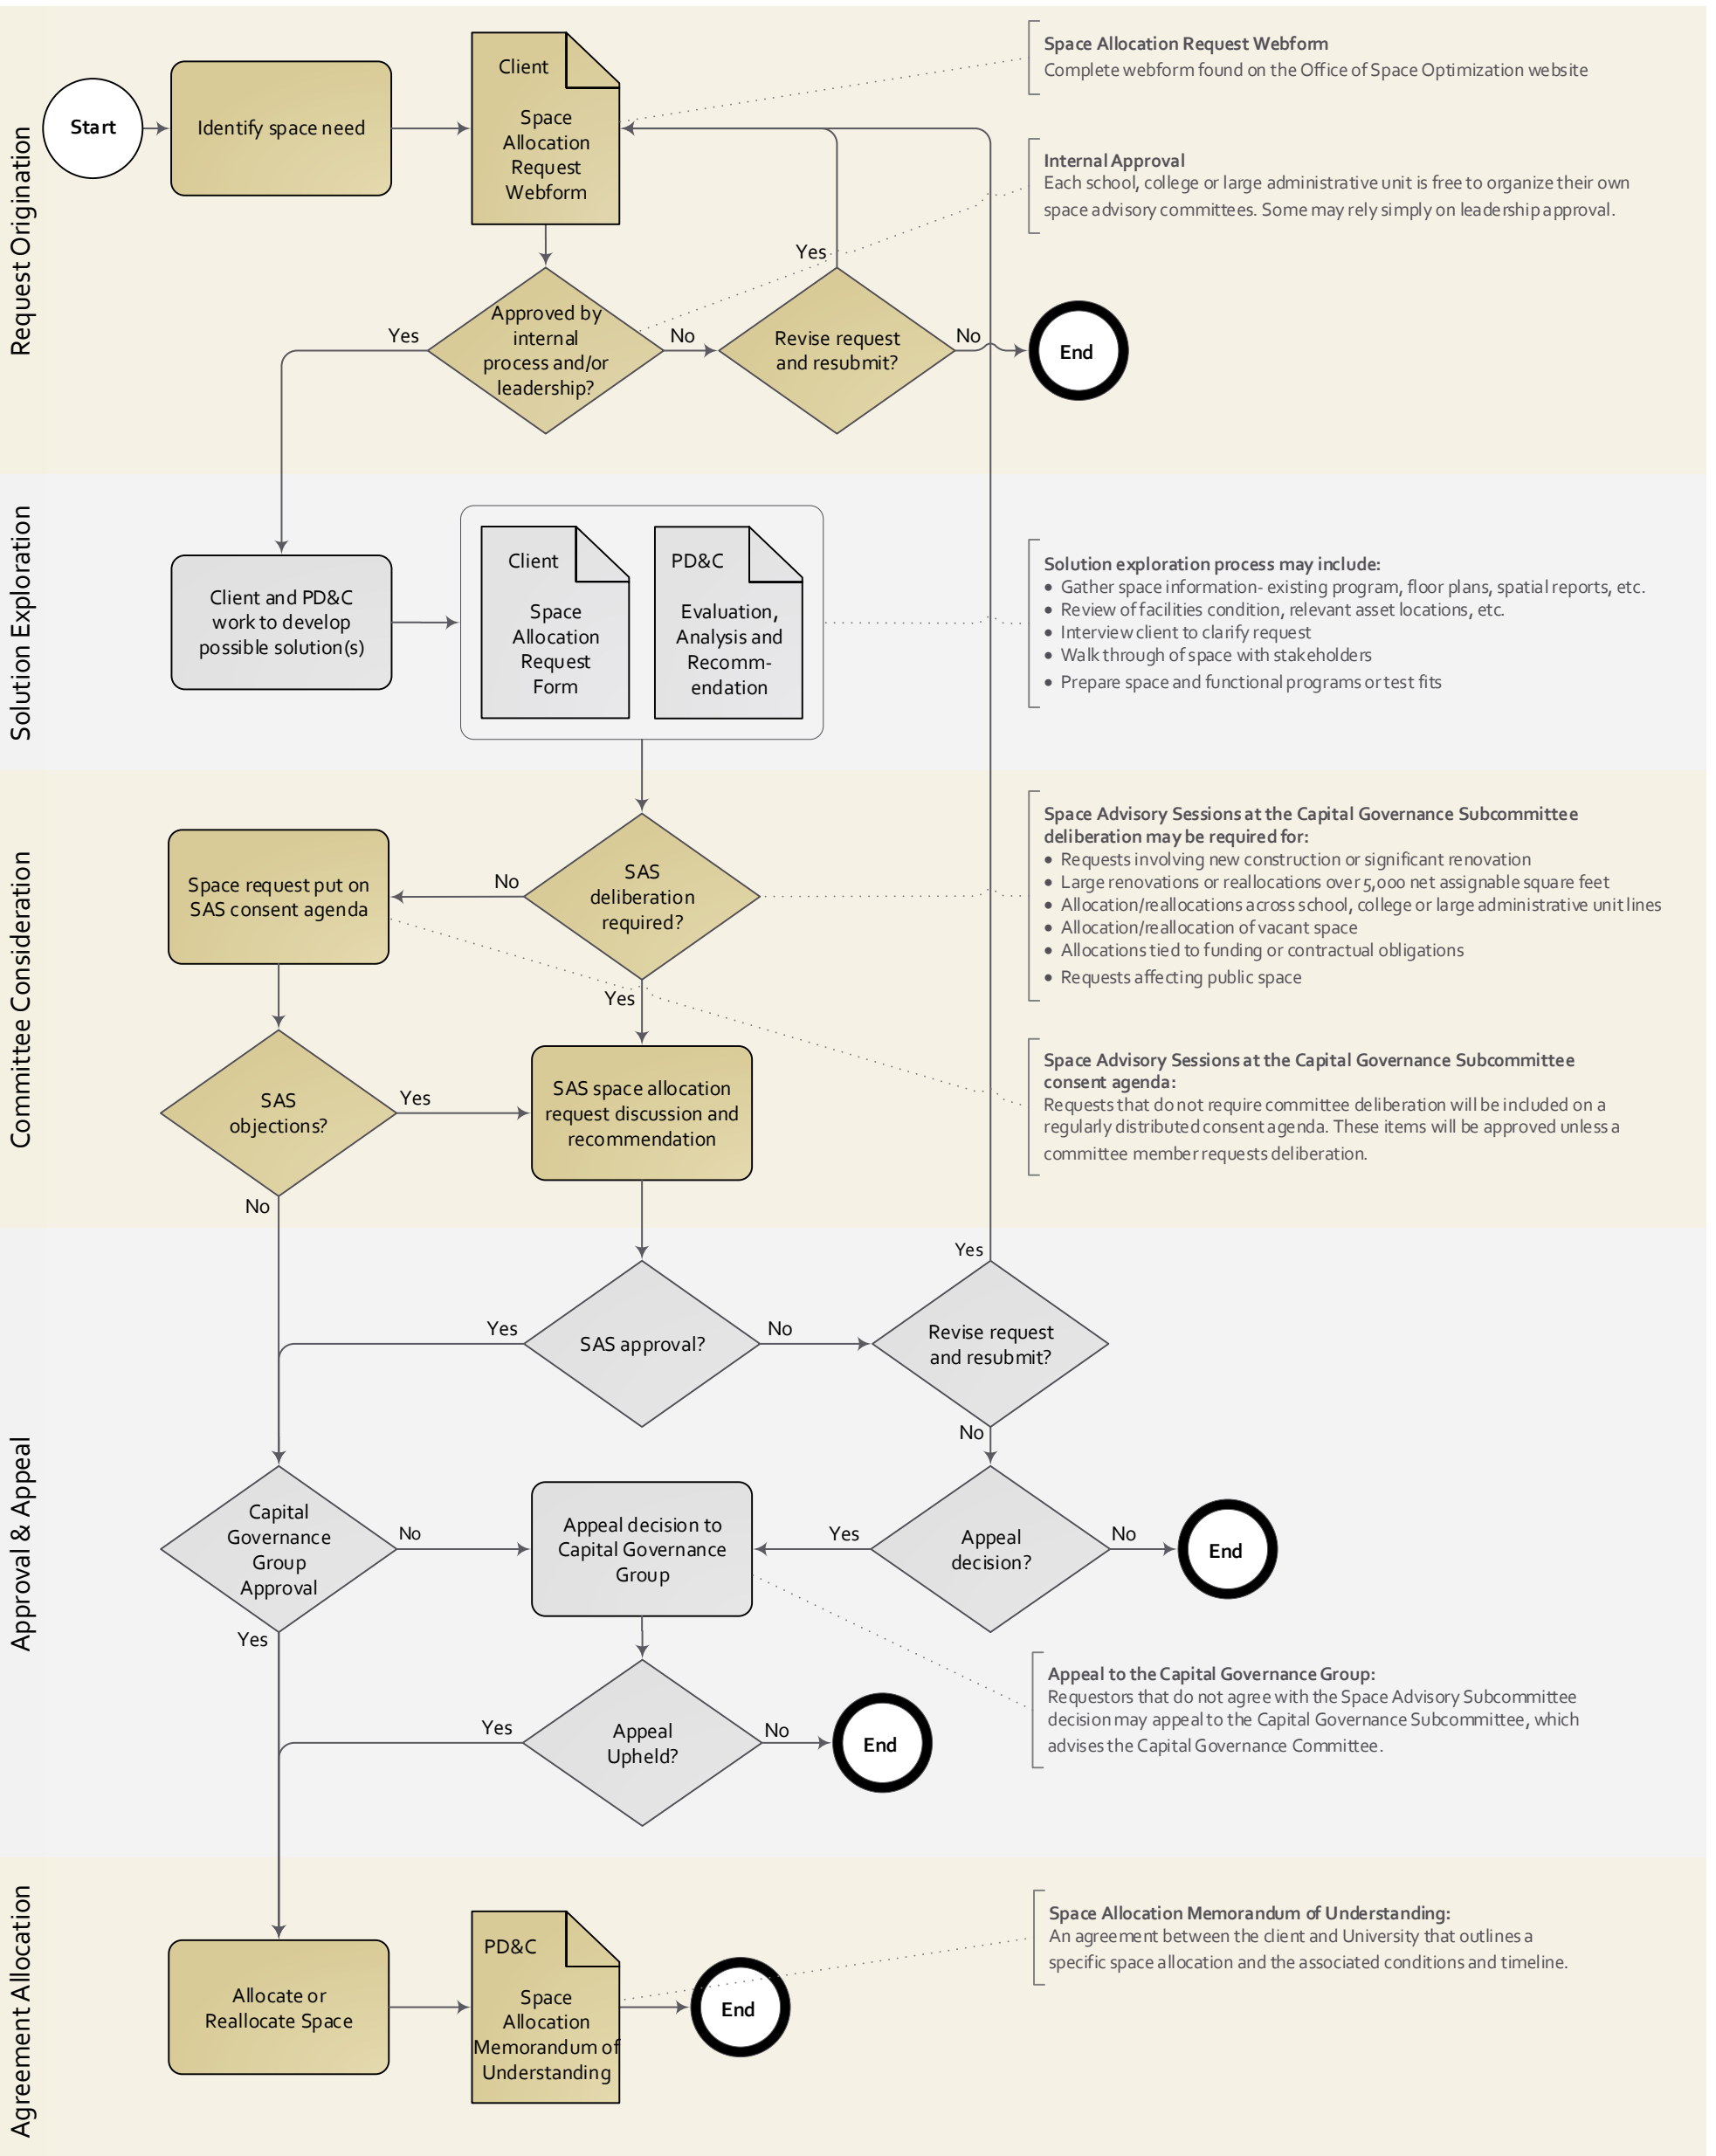 Request Origination
Start
Identify space need
Client
Space
Allocation
Request
Webform
Space Allocation Request Webform
Complete webform found on the Office of Space Optimization website
Internal Approval
Each school, college or large administrative unit is free to organize their own
space advisory committees. Some may rely simply on leadership approval.
Yes
Approved by
internal
process and/or
leadership?
No
Yes
Revise request
and resubmit?
No
End
Solution Exploration
Client and PD&C
work to develop
possible solution(s)
Client
Space
Allocation
Request
Form
PD&C
Evaluation,
Analysis and
Recomm-
endation
Solution exploration process may include:
• Gather space information- existing program, floor plans, spatial reports, etc.
• Review of facilities condition, relevant asset locations, etc.
• Interview client to clarify request
• Walk through of space with stakeholders
• Prepare space and functional programs or test fits
Committee Consideration
Space request put on
SAS consent agenda
No
SAS
deliberation
required?
Yes
Space Advisory Sessions at the Capital Governance Subcommittee
deliberation may be required for:
• Requests involving new construction or significant renovation
• Large renovations or reallocations over 5,000 net assignable square feet
• Allocation/reallocations across school, college or large administrative unit lines
• Allocation/reallocation of vacant space
• Allocations tied to funding or contractual obligations
• Requests affecting public space
SAS
objections?
Yes
No
SAS space allocation
request discussion and
recommendation
Space Advisory Sessions at the Capital Governance Subcommittee
consent agenda:
Requests that do not require committee deliberation will be included on a
regularly distributed consent agenda. These items will be approved unless a
committee member requests deliberation.
Approval & Appeal
Yes
SAS approval?
No
Yes
Revise request
and resubmit?
No
Capital
Governance
Group
Approval
No
Yes
Appeal decision to
Capital Governance
Group
Yes
Appeal
decision?
No
End
Appeal to the Capital Governance Group:
Requestors that do not agree with the Space Advisory Subcommittee
decision may appeal to the Capital Governance Subcommittee, which
advises the Capital Governance Committee.
Yes
Appeal
Upheld?
No
End
Agreement Allocation
Allocate or
Reallocate Space
PD&C
Space
Allocation
Memorandum of
Understanding
End
Space Allocation Memorandum of Understanding:
An agreement between the client and University that outlines a
specific space allocation and the associated conditions and timeline.